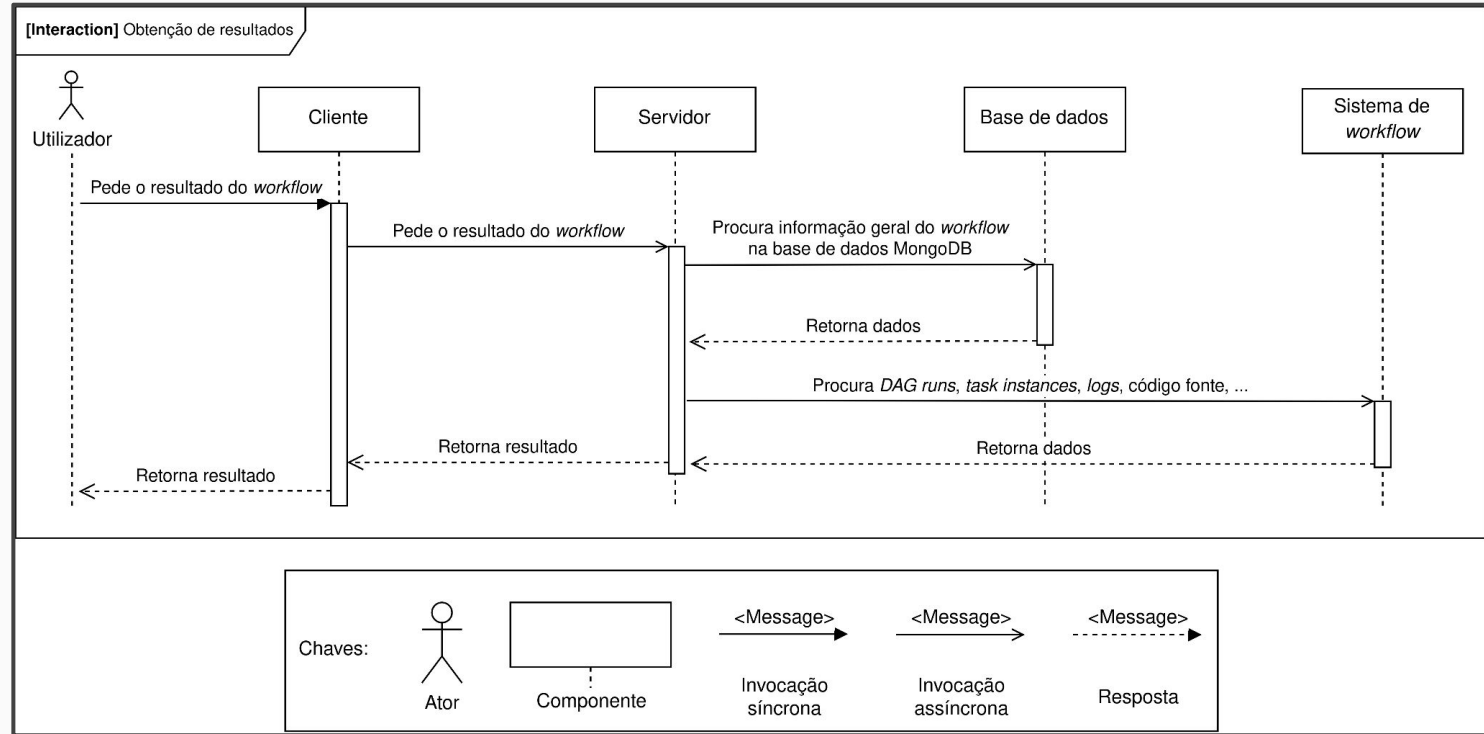 [Interaction] Obtenção de resultados
Utilizador
Cliente
Servidor
Base de dados
Sistema de
workflow
Pede o resultado do workflow
Pede o resultado do workflow
Procura informação geral do workflow
na base de dados MongoDB
Retorna dados
Procura DAG runs, task instances, logs, código fonte, ...
Retorna resultado
Retorna dados
Retorna resultado
Chaves:
Ator
Componente
<Message>
Invocação
síncrona
<Message>
Invocação
assíncrona
<Message>
Resposta